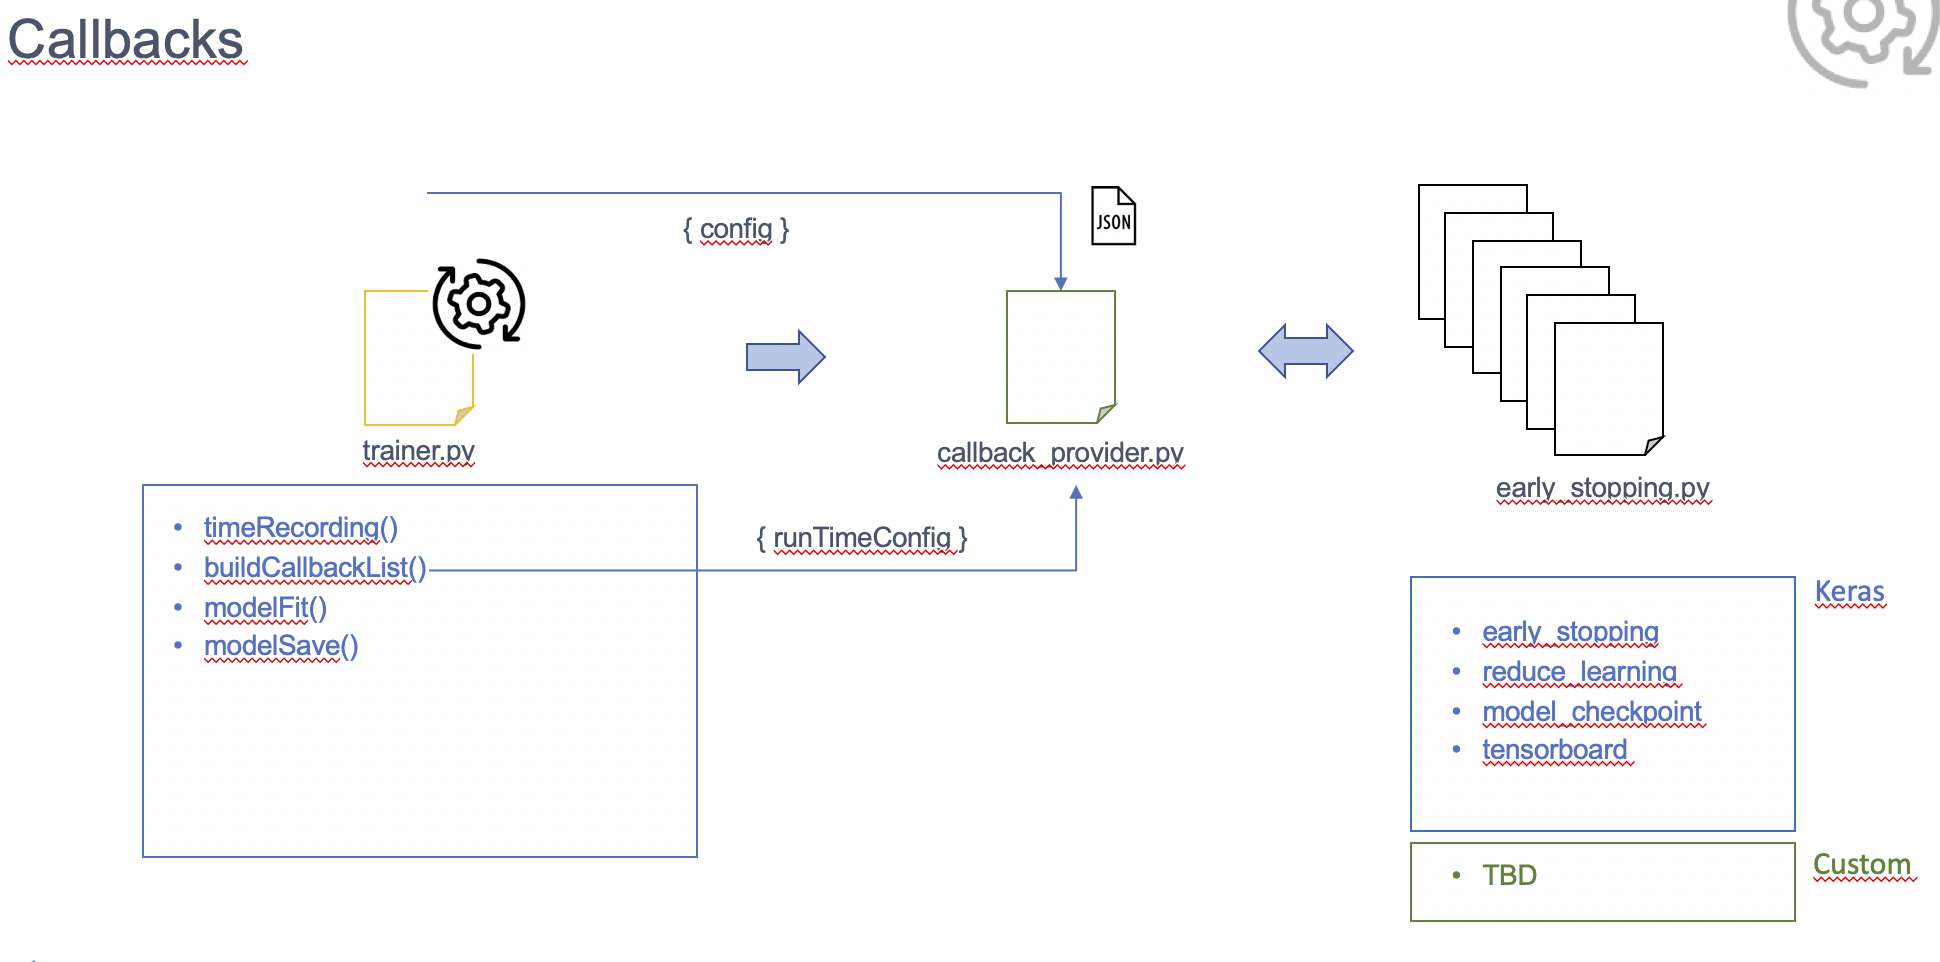 Callbacks
{ config }
JSON
trainer.py
callback_provider.py
early_stopping.py
• timeRecording()
• buildCallbackList()
• modelFit()
• modelSave()
{ runTimeConfig }
Keras
• early_stopping
• reduce_learning
• model_checkpoint
• tensorboard
Custom
• TBD